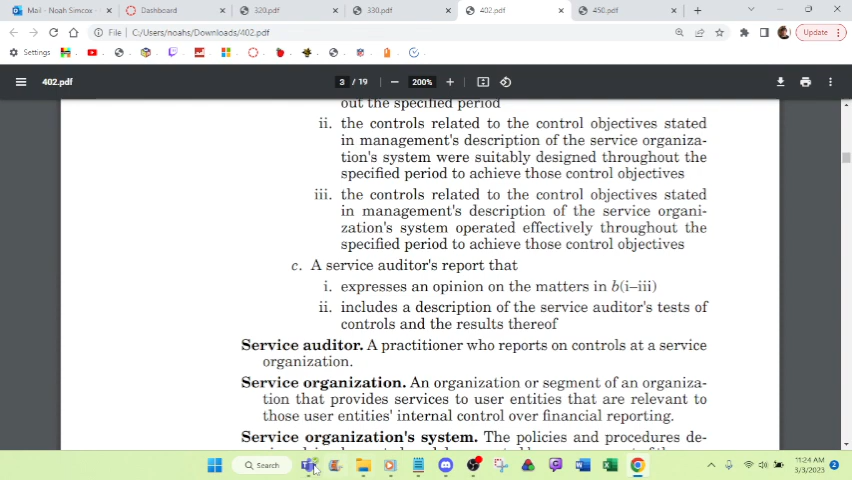 Mail - Noah Simcox - O
Dashboard
320.pdf
330.pdf
402.pdf
450.pdf
File
C:/Users/noahs/Downloads/402.pdf
Update
Settings
402.pdf
3 / 19
200%
out the specified period
ii. the controls related to the control objectives stated
in management's description of the service organiza-
tion's system were suitably designed throughout the
specified period to achieve those control objectives
iii. the controls related to the control objectives stated
in management's description of the service organi-
zation's system operated effectively throughout the
specified period to achieve those control objectives
c. A service auditor's report that
i. expresses an opinion on the matters in b(i–iii)
ii. includes a description of the service auditor's tests of
controls and the results thereof
Service auditor. A practitioner who reports on controls at a service
organization.
Service organization. An organization or segment of an organiza-
tion that provides services to user entities that are relevant to
those user entities' internal control over financial reporting.
Service organization's system. The policies and procedures de-
Search
11:24 AM
3/3/2023
2